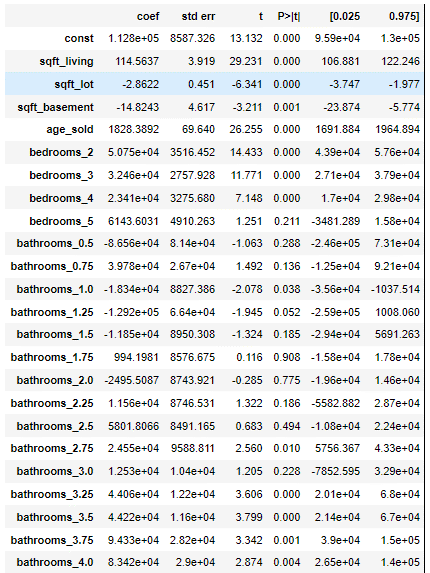 coef std err t P>|t| [0.025 0.975]
const 1.128e+05 8587.326 13.132 0.000 9.59e+04 1.3e+05
sqft_living 114.5637 3.919 29.231 0.000 106.881 122.246
sqft_lot -2.8622 0.451 -6.341 0.000 -3.747 -1.977
sqft_basement -14.8243 4.617 -3.211 0.001 -23.874 -5.774
age_sold 1828.3892 69.640 26.255 0.000 1691.884 1964.894
bedrooms_2 5.075e+04 3516.452 14.433 0.000 4.39e+04 5.76e+04
bedrooms_3 3.246e+04 2757.928 11.771 0.000 2.71e+04 3.79e+04
bedrooms_4 2.341e+04 3275.680 7.148 0.000 1.7e+04 2.98e+04
bedrooms_5 6143.6031 4910.263 1.251 0.211 -3481.289 1.58e+04
bathrooms_0.5 -8.656e+04 8.14e+04 -1.063 0.288 -2.46e+05 7.31e+04
bathrooms_0.75 3.978e+04 2.67e+04 1.492 0.136 -1.25e+04 9.21e+04
bathrooms_1.0 -1.834e+04 8827.386 -2.078 0.038 -3.56e+04 -1037.514
bathrooms_1.25 -1.292e+05 6.64e+04 -1.945 0.052 -2.59e+05 1008.060
bathrooms_1.5 -1.185e+04 8950.308 -1.324 0.185 -2.94e+04 5691.263
bathrooms_1.75 994.1981 8576.675 0.116 0.908 -1.58e+04 1.78e+04
bathrooms_2.0 -2495.5087 8743.921 -0.285 0.775 -1.96e+04 1.46e+04
bathrooms_2.25 1.156e+04 8746.531 1.322 0.186 -5582.882 2.87e+04
bathrooms_2.5 5801.8066 8491.165 0.683 0.494 -1.08e+04 2.24e+04
bathrooms_2.75 2.455e+04 9588.811 2.560 0.010 5756.367 4.33e+04
bathrooms_3.0 1.253e+04 1.04e+04 1.205 0.228 -7852.595 3.29e+04
bathrooms_3.25 4.406e+04 1.22e+04 3.606 0.000 2.01e+04 6.8e+04
bathrooms_3.5 4.422e+04 1.16e+04 3.799 0.000 2.14e+04 6.7e+04
bathrooms_3.75 9.433e+04 2.82e+04 3.342 0.001 3.9e+04 1.5e+05
bathrooms_4.0 8.342e+04 2.9e+04 2.874 0.004 2.65e+04 1.4e+05